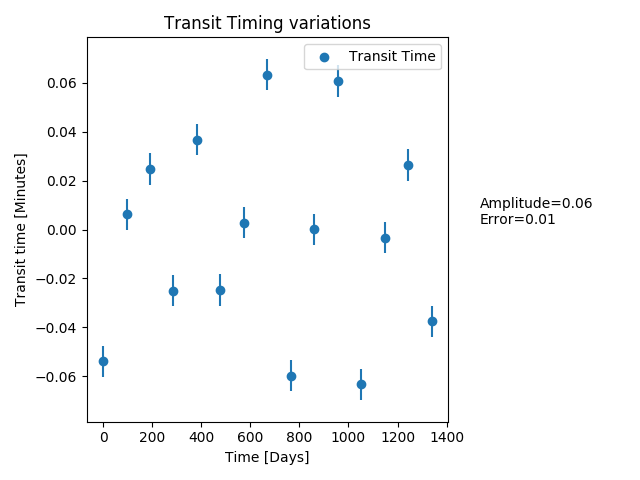 Transit Timing variations
Transit Time
0.06
0.04
0.02
0.00
−0.02
−0.04
−0.06
Transit time [Minutes]
Amplitude=0.06
Error=0.01
0 200 400 600 800 1000 1200 1400
Time [Days]